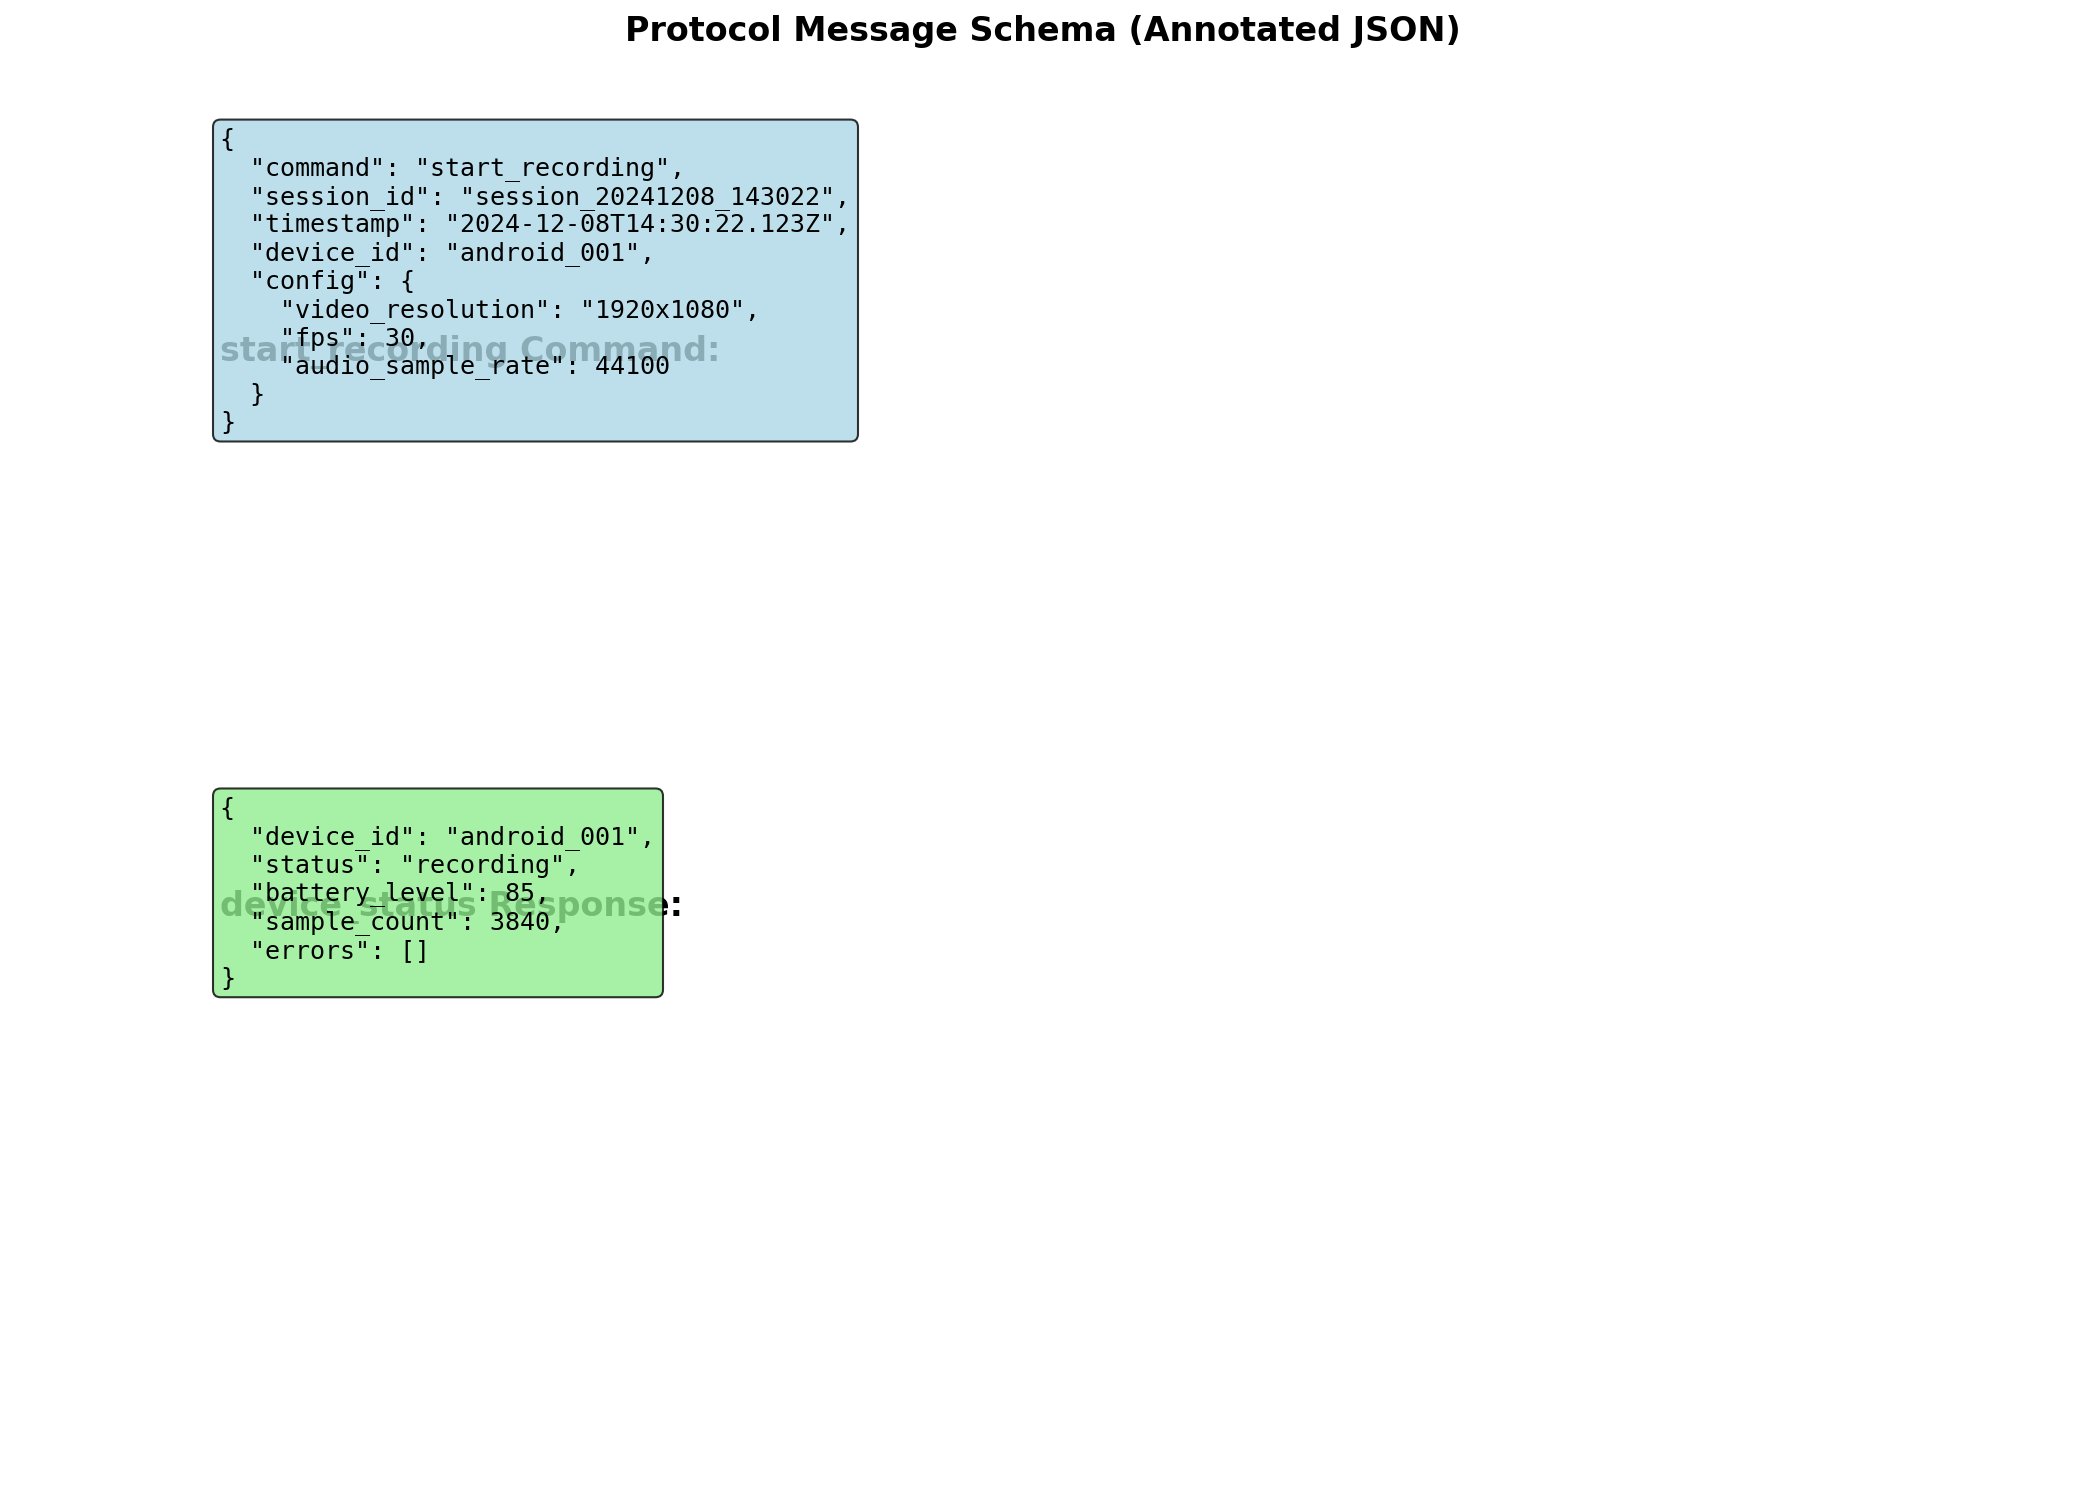 Protocol Message Schema (Annotated JSON)
{
  "command": "start_recording",
  "session_id": "session_20241208_143022",
  "timestamp": "2024-12-08T14:30:22.123Z",
  "device_id": "android_001",
  "config": {
    "video_resolution": "1920x1080",
    "fps": 30,
start_recording Command:
    "audio_sample_rate": 44100
  }
}
{
  "device_id": "android_001",
  "status": "recording",
  "battery_level": 85,
device_status Response:
  "sample_count": 3840,
  "errors": []
}